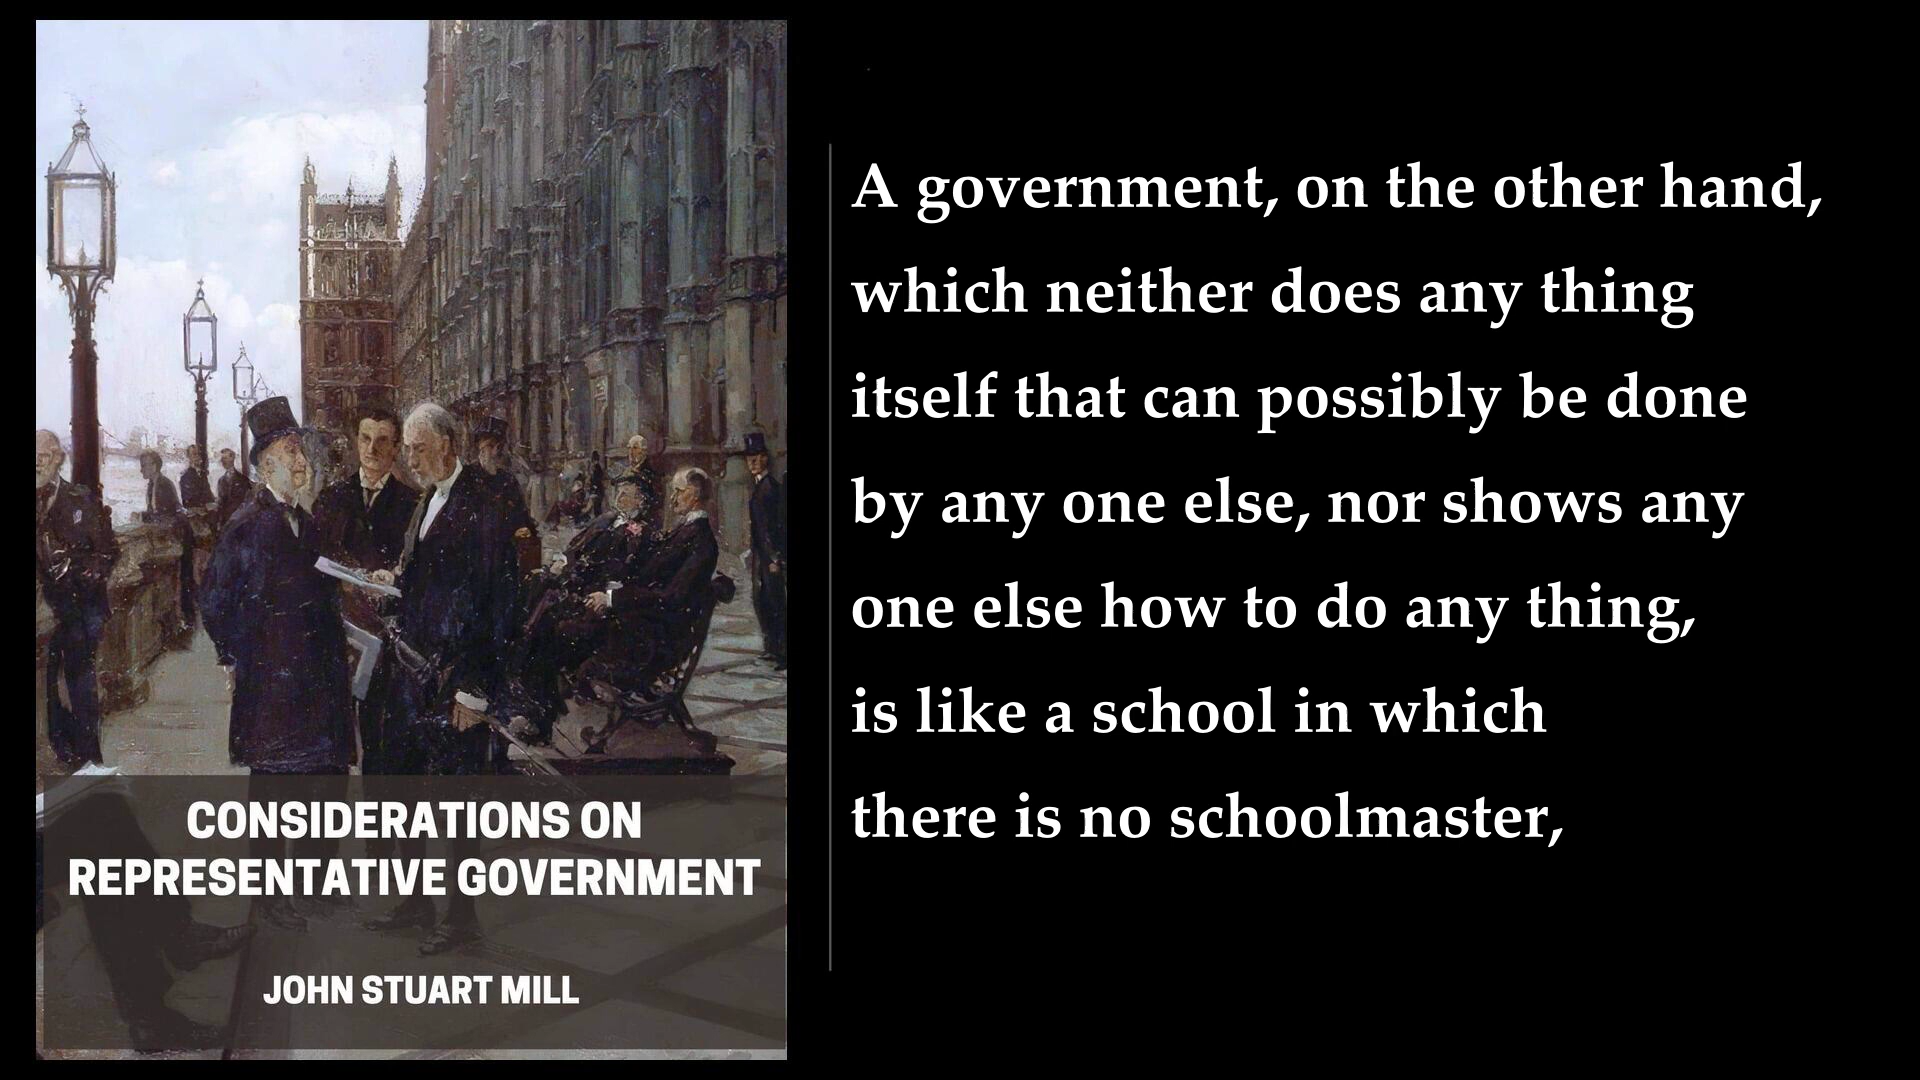 CONSIDERATIONS ON
REPRESENTATIVE GOVERNMENT
JOHN STUART MILL
A government, on the other hand,
which neither does any thing
itself that can possibly be done
by any one else, nor shows any
one else how to do any thing,
is like a school in which
there is no schoolmaster,